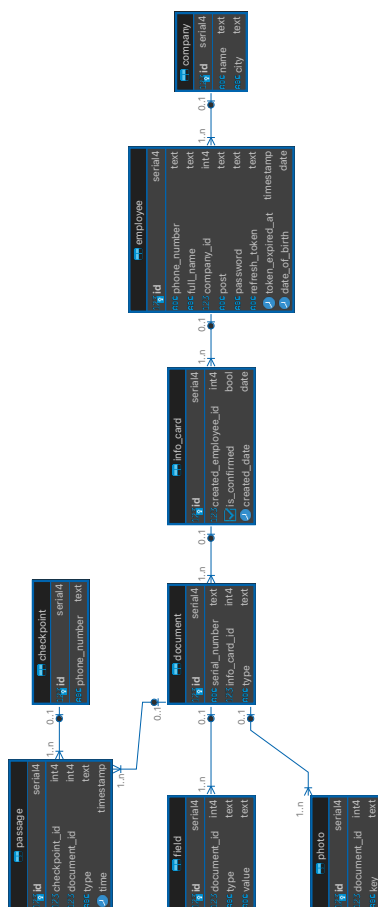 company
id serial4
name text
city text
0..1
1..n
employee
id serial4
phone_number text
full_name text
company_id int4
post text
password text
refresh_token text
token_expired_at timestamp
date_of_birth date
0..1
1..n
info_card
id serial4
created_employee_id int4
is_confirmed bool
created_date date
0..1
1..n
document
id serial4
serial_number text
info_card_id int4
type text
checkpoint
id serial4
phone_number text
0..1
1..n
passage
id serial4
checkpoint_id int4
document_id int4
type text
time timestamp
0..1
1..n
field
id serial4
document_id int4
type text
value text
0..1
1..n
photo
id serial4
document_id int4
key text
0..1
1..n